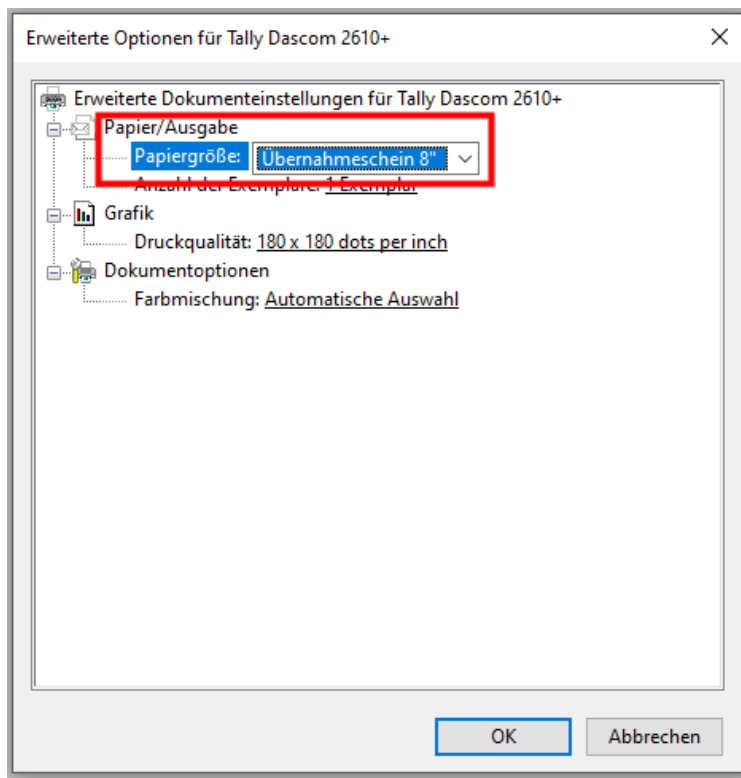 Erweiterte Optionen für Tally Dascom 2610+
Erweiterte Dokumenteinstellungen für Tally Dascom 2610+
Papier/Ausgabe
Papiergröße: Übernahmeschein 8"
Anzahl der Exemplare: 1 Exemplar
Grafik
Druckqualität: 180 x 180 dots per inch
Dokumentoptionen
Farbmischung: Automatische Auswahl
OK Abbrechen